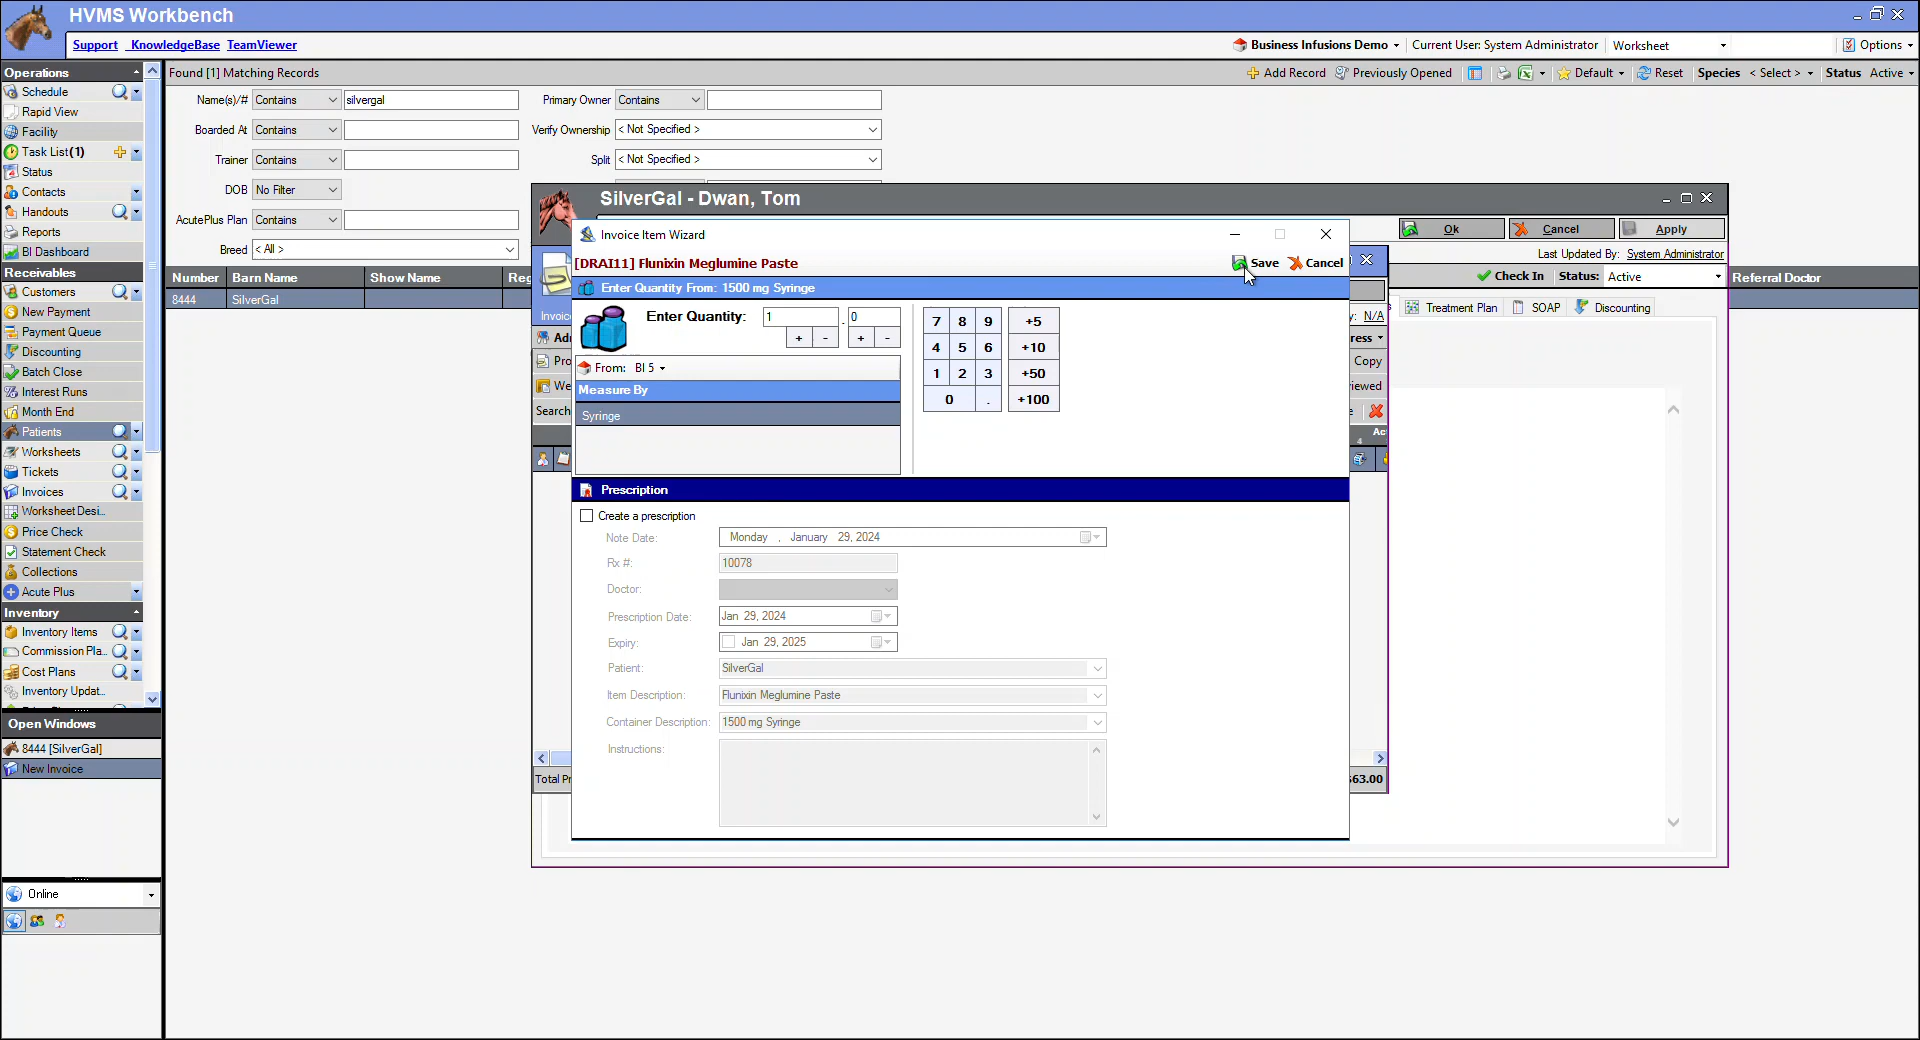 HVMS Workbench
Support KnowledgeBase TeamViewer
Business Infusions Demo Current User: System Administrator Worksheet Options
Operations
Schedule
Rapid View
Facility
Task List(1)
Status
Contacts
Handouts
Reports
BI Dashboard
Receivables
Customers
New Payment
Payment Queue
Discounting
Batch Close
Interest Runs
Month End
Patients
Worksheets
Tickets
Invoices
Worksheet Desi..
Price Check
Statement Check
Collections
Acute Plus
Inventory
Inventory Items
Commission Pla..
Cost Plans
Inventory Updat..
Open Windows
8444 [SilverGal]
New Invoice
Online
Found [1] Matching Records
Add Record Previously Opened Default Reset Species < Select > Status Active
Name(s)/# Contains silvergal Primary Owner Contains
Boarded At Contains Verify Ownership < Not Specified >
Trainer Contains Split < Not Specified >
DOB No Filter
AcutePlus Plan Contains
Breed < All >
Number Barn Name Show Name Reg Referral Doctor
8444 SilverGal
SilverGal - Dwan, Tom
Ok Cancel Apply
Last Updated By: System Administrator
Check In Status: Active
Treatment Plan SOAP Discounting
Invoice
Search
Total Pr
N/A
Copy
663.00
Invoice Item Wizard
[DRAI11] Flunixin Meglumine Paste Save Cancel
Enter Quantity From: 1500 mg Syringe
Enter Quantity: 1 . 0
+ - + -
7 8 9 +5
4 5 6 +10
1 2 3 +50
0 . +100
From: BI 5
Measure By
Syringe
Prescription
Create a prescription
Note Date: Monday , January 29, 2024
Rx #: 10078
Doctor:
Prescription Date: Jan 29, 2024
Expiry: Jan 29, 2025
Patient: SilverGal
Item Description: Flunixin Meglumine Paste
Container Description: 1500 mg Syringe
Instructions: